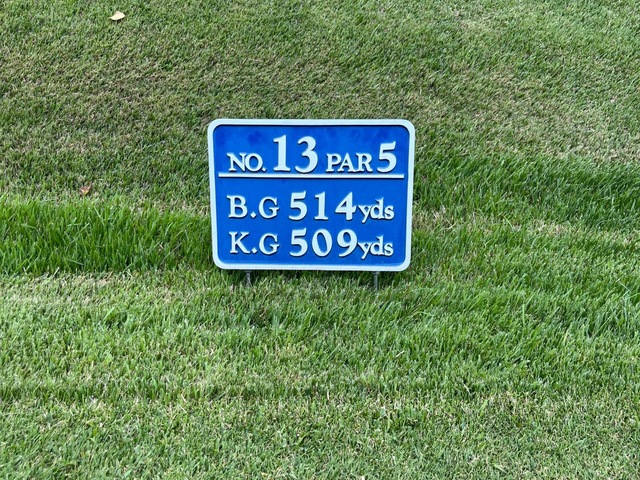 NO. 13 PAR 5
B.G 514yds
K.G 509yds